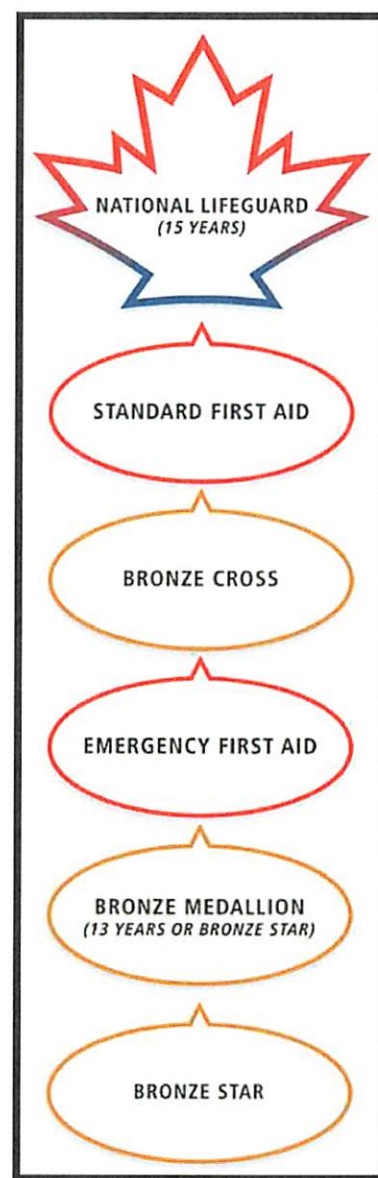 NATIONAL LIFEGUARD
(15 YEARS)
STANDARD FIRST AID
BRONZE CROSS
EMERGENCY FIRST AID
BRONZE MEDALLION
(13 YEARS OR BRONZE STAR)
BRONZE STAR